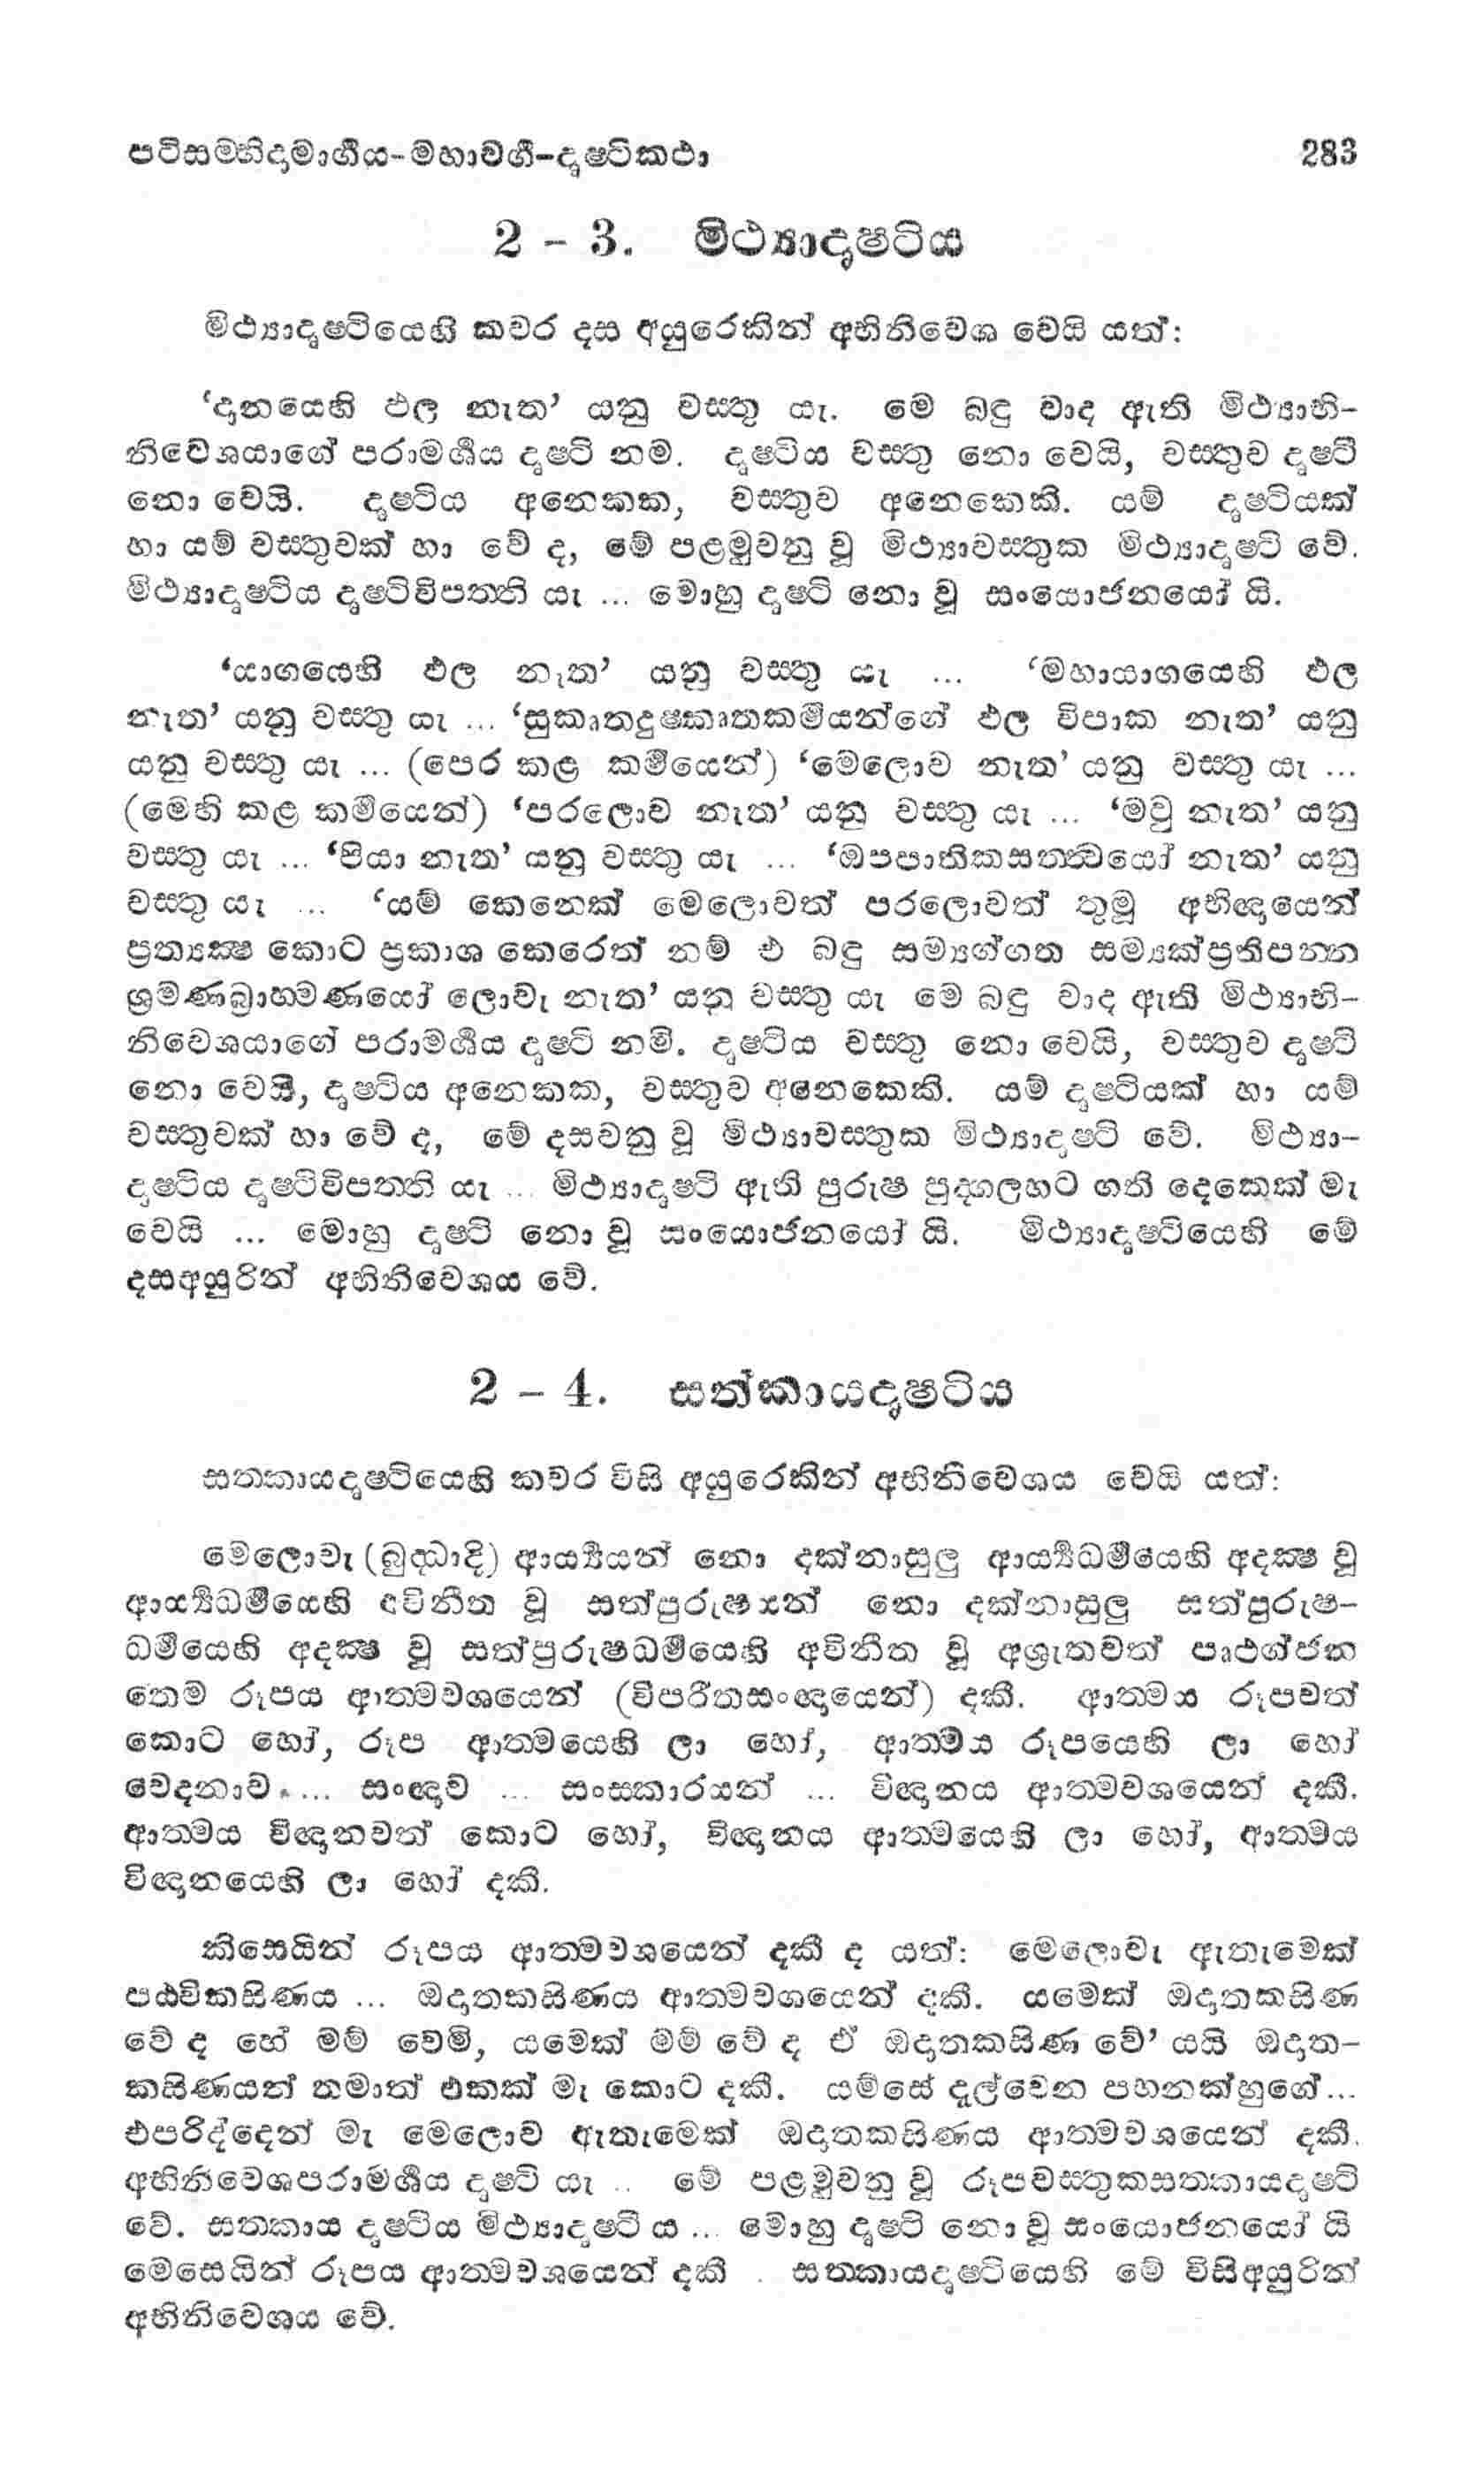 පටිසම්භිදාමාර්ගය-මහාවර්ග-දෘෂ්ටිකථා 283
2 - 3. මිථ්‍යාදෘෂ්ටිය
මිථ්‍යාදෘෂ්ටියෙහි කවර දස අයුරෙකින් අභිනිවෙශ වෙයි යත්:
‘දානයෙහි ඵල නැත’ යනු වස්තු යැ. මෙ බඳු වාද ඇති මිථ්‍යාභි-
නිවෙශයාගේ පරාමර්ශය දෘෂ්ටි නම. දෘෂ්ටිය වස්තු නො වෙයි, වස්තුව දෘෂ්ටි
නො වෙයි. දෘෂ්ටිය අනෙකක, වස්තුව අනෙකෙකි. යම් දෘෂ්ටියක්
හා යම් වස්තුවක් හා වේ ද, මේ පළමුවනු වූ මිථ්‍යාවස්තුක මිථ්‍යාදෘෂ්ටි වේ.
මිථ්‍යාදෘෂ්ටිය දෘෂ්ටිවිපත්ති යැ ... මොහු දෘෂ්ටි නො වූ සංයොජනයෝ යි.
‘යාගයෙහි ඵල නැත’ යනු වස්තු යැ ... ‘මහායාගයෙහි ඵල
නැත’ යනු වස්තු යැ ... ‘සුකෘතදුෂ්කෘතකර්මයන්ගේ ඵල විපාක නැත’ යනු
යනු වස්තු යැ ... (පෙර කළ කර්මයෙන්) ‘මෙලොව නැත’ යනු වස්තු යැ ...
(මෙහි කළ කර්මයෙන්) ‘පරලොව නැත’ යනු වස්තු යැ ... ‘මවු නැත’ යනු
වස්තු යැ ... ‘පියා නැත’ යනු වස්තු යැ ... ‘ඔපපාතිකසත්ත්වයෝ නැත’ යනු
වස්තු යැ ... ‘යම් කෙනෙක් මෙලොවත් පරලොවත් තුමූ අභිඥායෙන්
ප්‍රත්‍යක්ෂ කොට ප්‍රකාශ කෙරෙත් නම් එ බඳු සම්‍යග්ගත සම්‍යක්ප්‍රතිපන්න
ශ්‍රමණබ්‍රාහ්මණයෝ ලොවැ නැත’ යනු වස්තු යැ මෙ බඳු වාද ඇති මිථ්‍යාභි-
නිවෙශයාගේ පරාමර්ශය දෘෂ්ටි නම්. දෘෂ්ටිය වස්තු නො වෙයි, වස්තුව දෘෂ්ටි
නො වෙයි, දෘෂ්ටිය අනෙකක, වස්තුව අනෙකෙකි. යම් දෘෂ්ටියක් හා යම්
වස්තුවක් හා වේ ද, මේ දසවනු වූ මිථ්‍යාවස්තුක මිථ්‍යාදෘෂ්ටි වේ. මිථ්‍යා-
දෘෂ්ටිය දෘෂ්ටිවිපත්ති යැ ... මිථ්‍යාදෘෂ්ටි ඇති පුරුෂ පුද්ගලහට ගති දෙකෙක් මැ
වෙයි ... මොහු දෘෂ්ටි නො වූ සංයොජනයෝ යි. මිථ්‍යාදෘෂ්ටියෙහි මේ
දසඅයුරින් අභිනිවෙශය වේ.
2 - 4. සත්කායදෘෂ්ටිය
සත්කායදෘෂ්ටියෙහි කවර විසි අයුරෙකින් අභිනිවෙශය වෙයි යත්:
මෙලොවැ (බුද්ධාදි) ආර්‍ය්‍යයන් නො දක්නාසුලු ආර්‍ය්‍යධර්මයෙහි අදක්ෂ වූ
ආර්‍ය්‍යධර්මයෙහි අවිනීත වූ සත්පුරුෂයන් නො දක්නාසුලු සත්පුරුෂ-
ධර්මයෙහි අදක්ෂ වූ සත්පුරුෂධර්මයෙහි අවිනීත වූ අශ්‍රැතවත් පෘථග්ජන
තෙම රූපය ආත්මවශයෙන් (විපරීතසංඥායෙන්) දකී. ආත්මය රූපවත්
කොට හෝ, රූප ආත්මයෙහි ලා හෝ, ආත්මය රූපයෙහි ලා හෝ
වෙදනාව ... සංඥාව ... සංස්කාරයන් ... විඥානය ආත්මවශයෙන් දකී.
ආත්මය විඥානවත් කොට හෝ, විඥානය ආත්මයෙහි ලා හෝ, ආත්මය
විඥානයෙහි ලා හෝ දකී.
කිසෙයින් රූපය ආත්මවශයෙන් දකී ද යත්: මෙලොවැ ඇතැමෙක්
පඨවිකසිණය ... ඔදාතකසිණය ආත්මවශයෙන් දකී. යමෙක් ඔදාතකසිණ
වේ ද හේ මම් වෙමි, යමෙක් මම් වේ ද ඒ ඔදාතකසිණ වේ’ යයි ඔදාත-
කසිණයත් තමාත් එකක් මැ කොට දකී. යම්සේ දැල්වෙන පහනක්හුගේ...
එපරිද්දෙන් මැ මෙලොව ඇතැමෙක් ඔදාතකසිණය ආත්මවශයෙන් දකී.
අභිනිවෙශපරාමර්ශය දෘෂ්ටි යැ .. මේ පළමුවනු වූ රූපවස්තුකසත්කායදෘෂ්ටි
වේ. සත්කාය දෘෂ්ටිය මිථ්‍යාදෘෂ්ටි ය ... මොහු දෘෂ්ටි නො වූ සංයොජනයෝ යි
මෙසෙයින් රූපය ආත්මවශයෙන් දකී . සත්කායදෘෂ්ටියෙහි මේ විසිඅයුරින්
අභිනිවෙශය වේ.